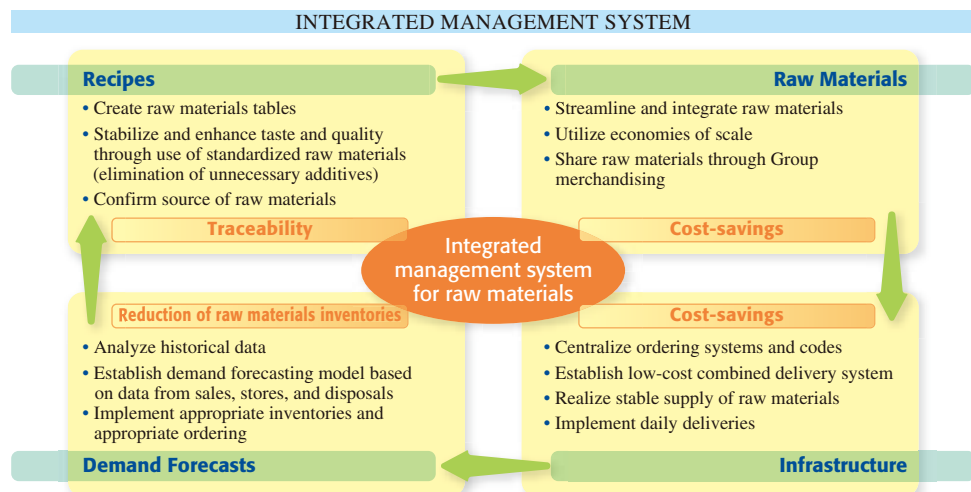 INTEGRATED MANAGEMENT SYSTEM
Recipes
• Create raw materials tables
• Stabilize and enhance taste and quality
through use of standardized raw materials
(elimination of unnecessary additives)
• Confirm source of raw materials
Traceability
Raw Materials
• Streamline and integrate raw materials
• Utilize economies of scale
• Share raw materials through Group
merchandising
Cost-savings
Integrated
management system
for raw materials
Reduction of raw materials inventories
• Analyze historical data
• Establish demand forecasting model based
on data from sales, stores, and disposals
• Implement appropriate inventories and
appropriate ordering
Demand Forecasts
Cost-savings
• Centralize ordering systems and codes
• Establish low-cost combined delivery system
• Realize stable supply of raw materials
• Implement daily deliveries
Infrastructure